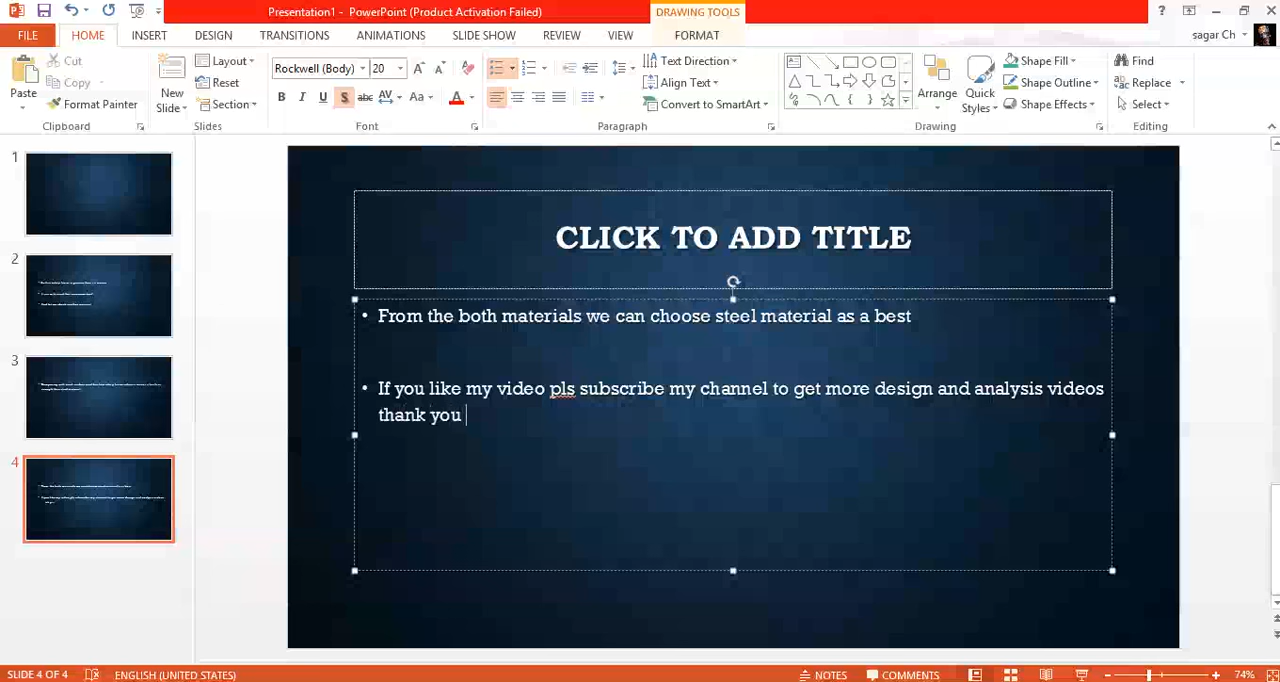 Presentation1 - PowerPoint (Product Activation Failed)
DRAWING TOOLS
FILE
HOME
INSERT
DESIGN
TRANSITIONS
ANIMATIONS
SLIDE SHOW
REVIEW
VIEW
FORMAT
sagar Ch
Paste
Cut
Copy
Format Painter
Clipboard
New
Slide
Layout
Reset
Section
Slides
Rockwell (Body)
20
Font
Text Direction
Align Text
Convert to SmartArt
Paragraph
Arrange
Quick
Styles
Shape Fill
Shape Outline
Shape Effects
Drawing
Find
Replace
Select
Editing
1
2
3
4
CLICK TO ADD TITLE
• From the both materials we can choose steel material as a best
• If you like my video pls subscribe my channel to get more design and analysis videos
thank you
SLIDE 4 OF 4
ENGLISH (UNITED STATES)
NOTES
COMMENTS
74%